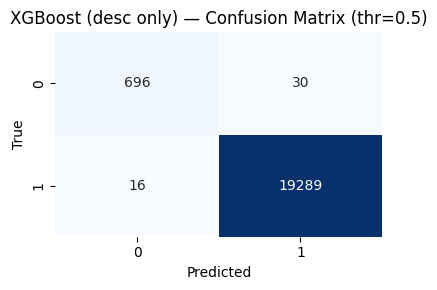 XGBoost (desc only) — Confusion Matrix (thr=0.5)
True
0
696
30
1
16
19289
0
1
Predicted